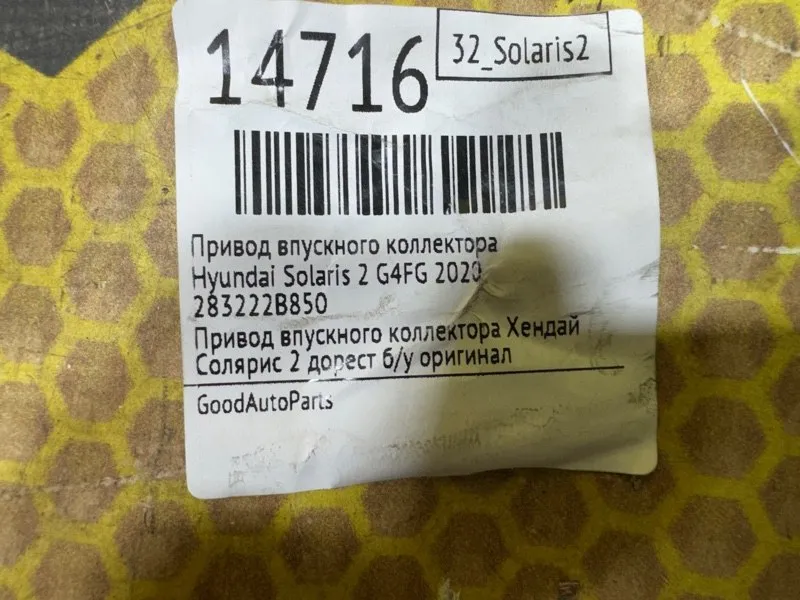 14716
32_Solaris2
Привод впускного коллектора
Hyundai Solaris 2 G4FG 2020
283222B850
Привод впускного коллектора Хендай
Солярис 2 дорест б/у оригинал
GoodAutoParts